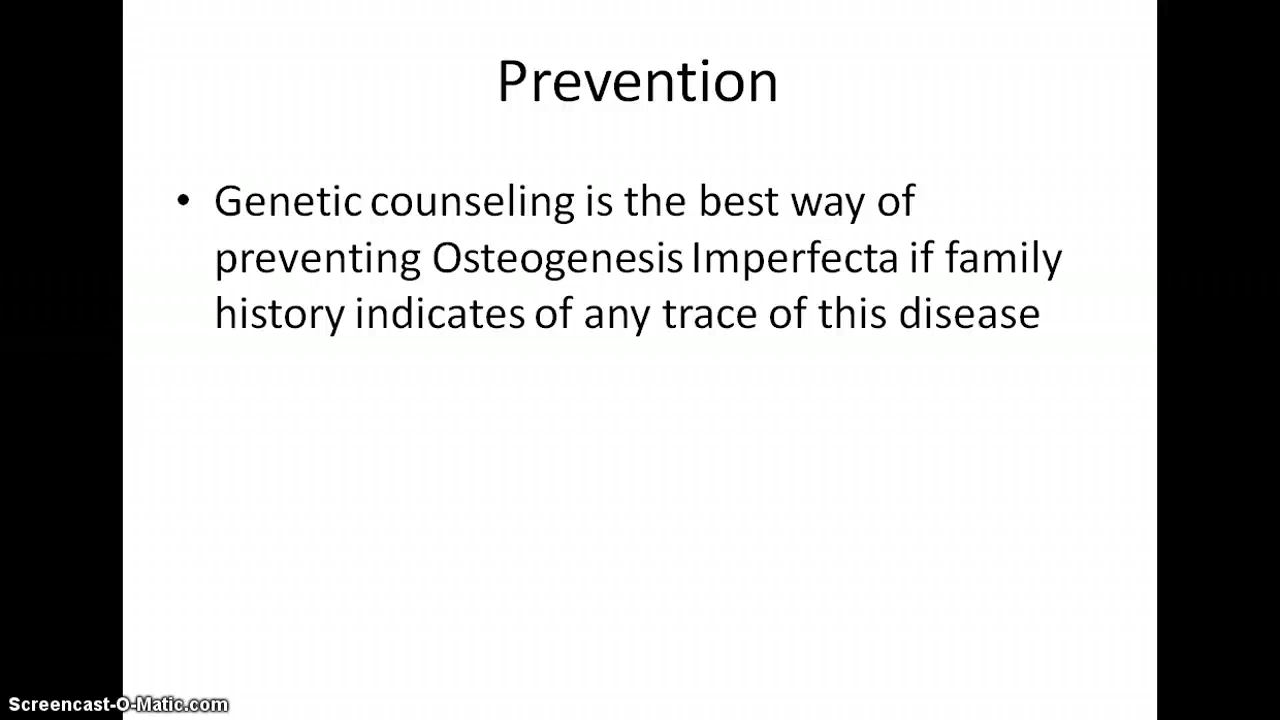 Prevention
• Genetic counseling is the best way of
preventing Osteogenesis Imperfecta if family
history indicates of any trace of this disease
Screencast-O-Matic.com